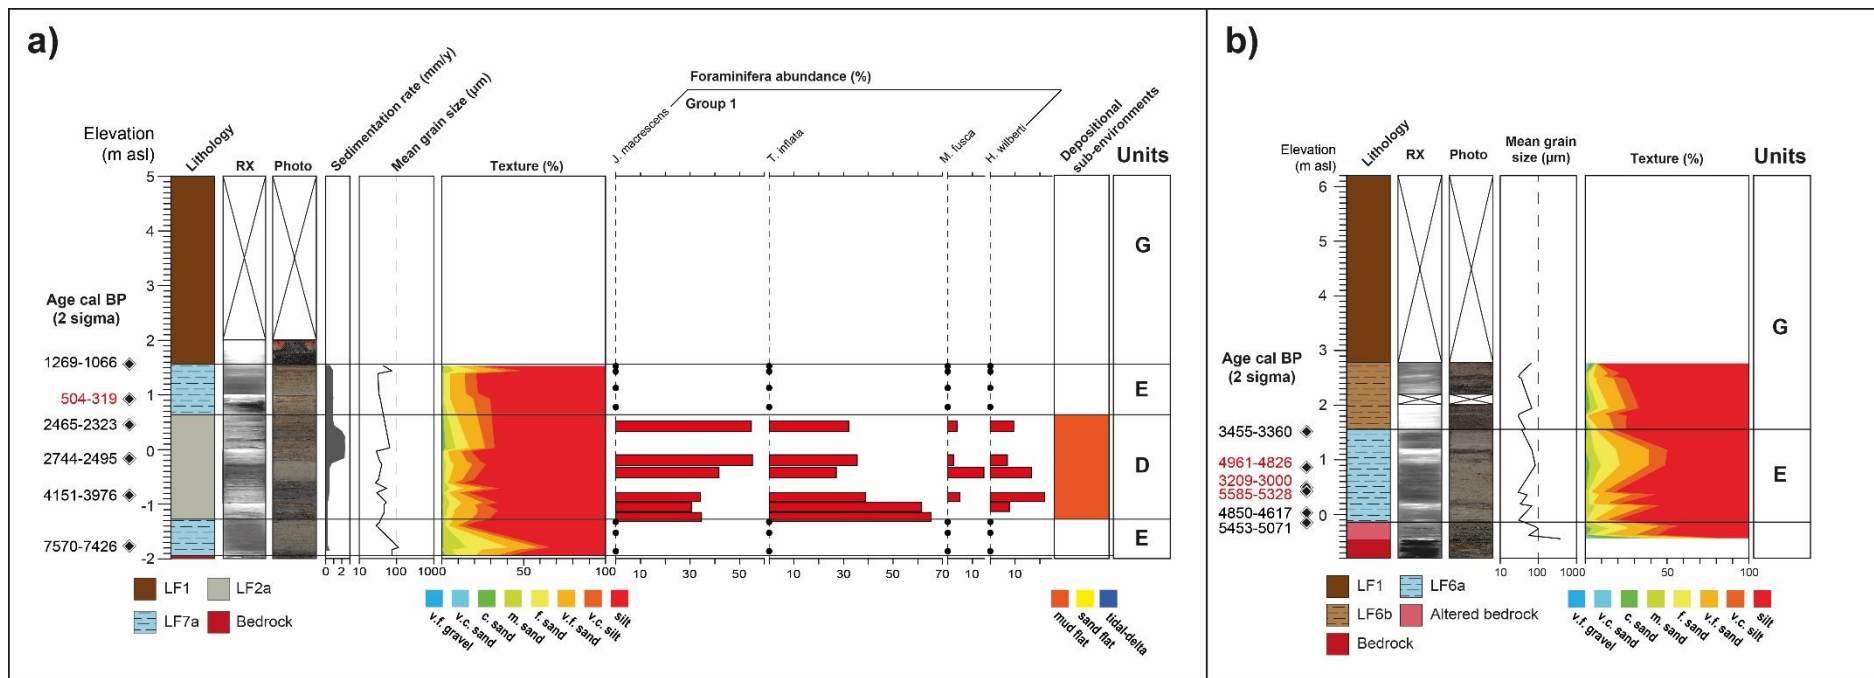 a)
Elevation
(m asl)
Lithology
RX
Photo
Sedimentation rate (mm/y)
Mean grain size (µm)
Texture (%)
Foraminifera abundance (%)
Group 1
J. macrescens
T. inflata
M. fusca
H. wilberti
Depositional
sub-environments
Units
5
4
3
2
1
0
-1
-2
Age cal BP
(2 sigma)
1269-1066
504-319
2465-2323
2744-2495
4151-3976
7570-7426
G
E
D
E
0 2
10 100 1000
0 50 100
10 30 50
10 30 50 70
10
10
LF1
LF2a
LF7a
Bedrock
v.f. gravel
v.c. sand
c. sand
m. sand
f. sand
v.f. sand
v.c. silt
silt
mud flat
sand flat
tidal-delta
b)
Elevation
(m asl)
Lithology
RX
Photo
Mean grain
size (µm)
Texture (%)
Units
6
5
4
3
2
1
0
Age cal BP
(2 sigma)
3455-3360
4961-4826
3209-3000
5585-5328
4850-4617
5453-5071
G
E
10 100 1000
50 100
LF1
LF6a
LF6b
Altered bedrock
Bedrock
v.f. gravel
v.c. sand
c. sand
m. sand
f. sand
v.f. sand
v.c. silt
silt